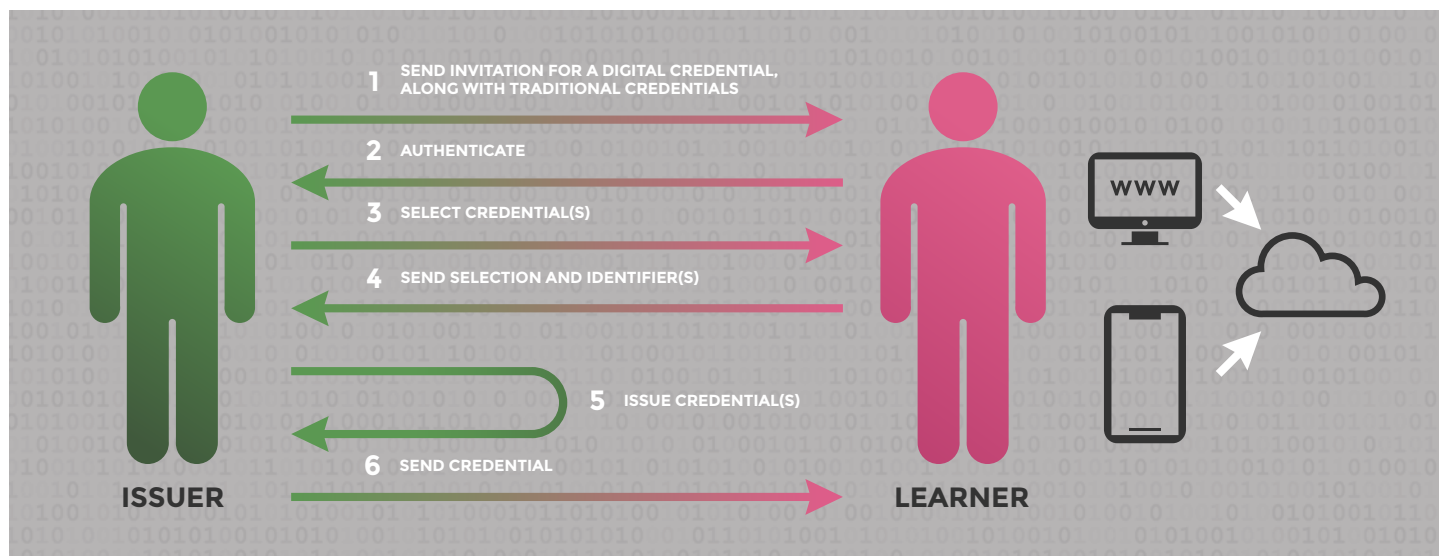 1 SEND INVITATION FOR A DIGITAL CREDENTIAL,
ALONG WITH TRADITIONAL CREDENTIALS
2 AUTHENTICATE
3 SELECT CREDENTIAL(S)
4 SEND SELECTION AND IDENTIFIER(S)
5 ISSUE CREDENTIAL(S)
6 SEND CREDENTIAL
ISSUER
LEARNER
WWW